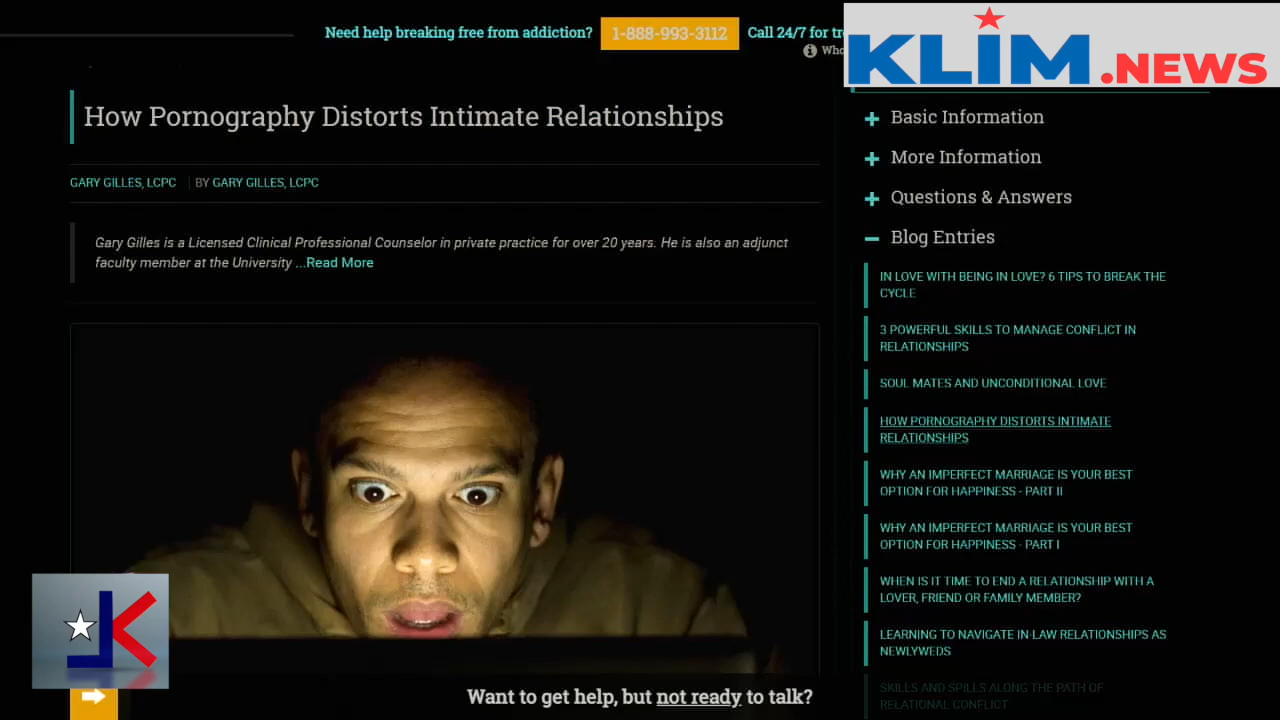 Need help breaking free from addiction? 1-888-993-3112 Call 24/7 for
KLIM.NEWS
How Pornography Distorts Intimate Relationships
GARY GILLES, LCPC BY GARY GILLES, LCPC
Gary Gilles is a Licensed Clinical Professional Counselor in private practice for over 20 years. He is also an adjunct
faculty member at the University ...Read More
Want to get help, but not ready to talk?
JK
Basic Information
More Information
Questions & Answers
Blog Entries
IN LOVE WITH BEING IN LOVE? 6 TIPS TO BREAK THE
CYCLE
3 POWERFUL SKILLS TO MANAGE CONFLICT IN
RELATIONSHIPS
SOUL MATES AND UNCONDITIONAL LOVE
HOW PORNOGRAPHY DISTORTS INTIMATE
RELATIONSHIPS
WHY AN IMPERFECT MARRIAGE IS YOUR BEST
OPTION FOR HAPPINESS - PART II
WHY AN IMPERFECT MARRIAGE IS YOUR BEST
OPTION FOR HAPPINESS - PART I
WHEN IS IT TIME TO END A RELATIONSHIP WITH A
LOVER, FRIEND OR FAMILY MEMBER?
LEARNING TO NAVIGATE IN-LAW RELATIONSHIPS AS
NEWLYWEDS
SKILLS AND SPILLS ALONG THE PATH OF
RELATIONAL CONFLICT